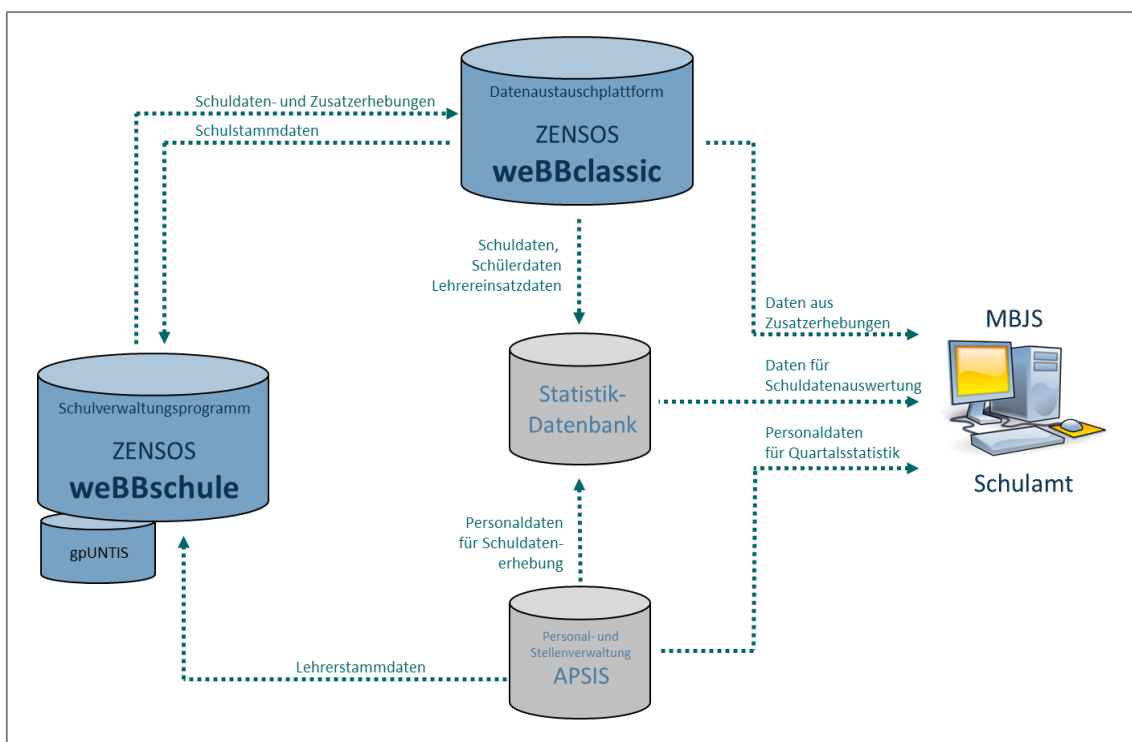 Datenaustauschplattform
ZENSOS
weBBclassic
Schuldaten- und Zusatzerhebungen
Schulstammdaten
Schuldaten,
Schülerdaten
Lehrereinsatzdaten
Daten aus
Zusatzerhebungen
MBJS
Schulamt
Daten für
Schuldatenauswertung
Personaldaten
für Quartalsstatistik
Statistik-
Datenbank
Schulverwaltungsprogramm
ZENSOS
weBBschule
gpUNTIS
Personaldaten
für Schuldaten-
erhebung
Personal- und
Stellenverwaltung
APSIS
Lehrerstammdaten